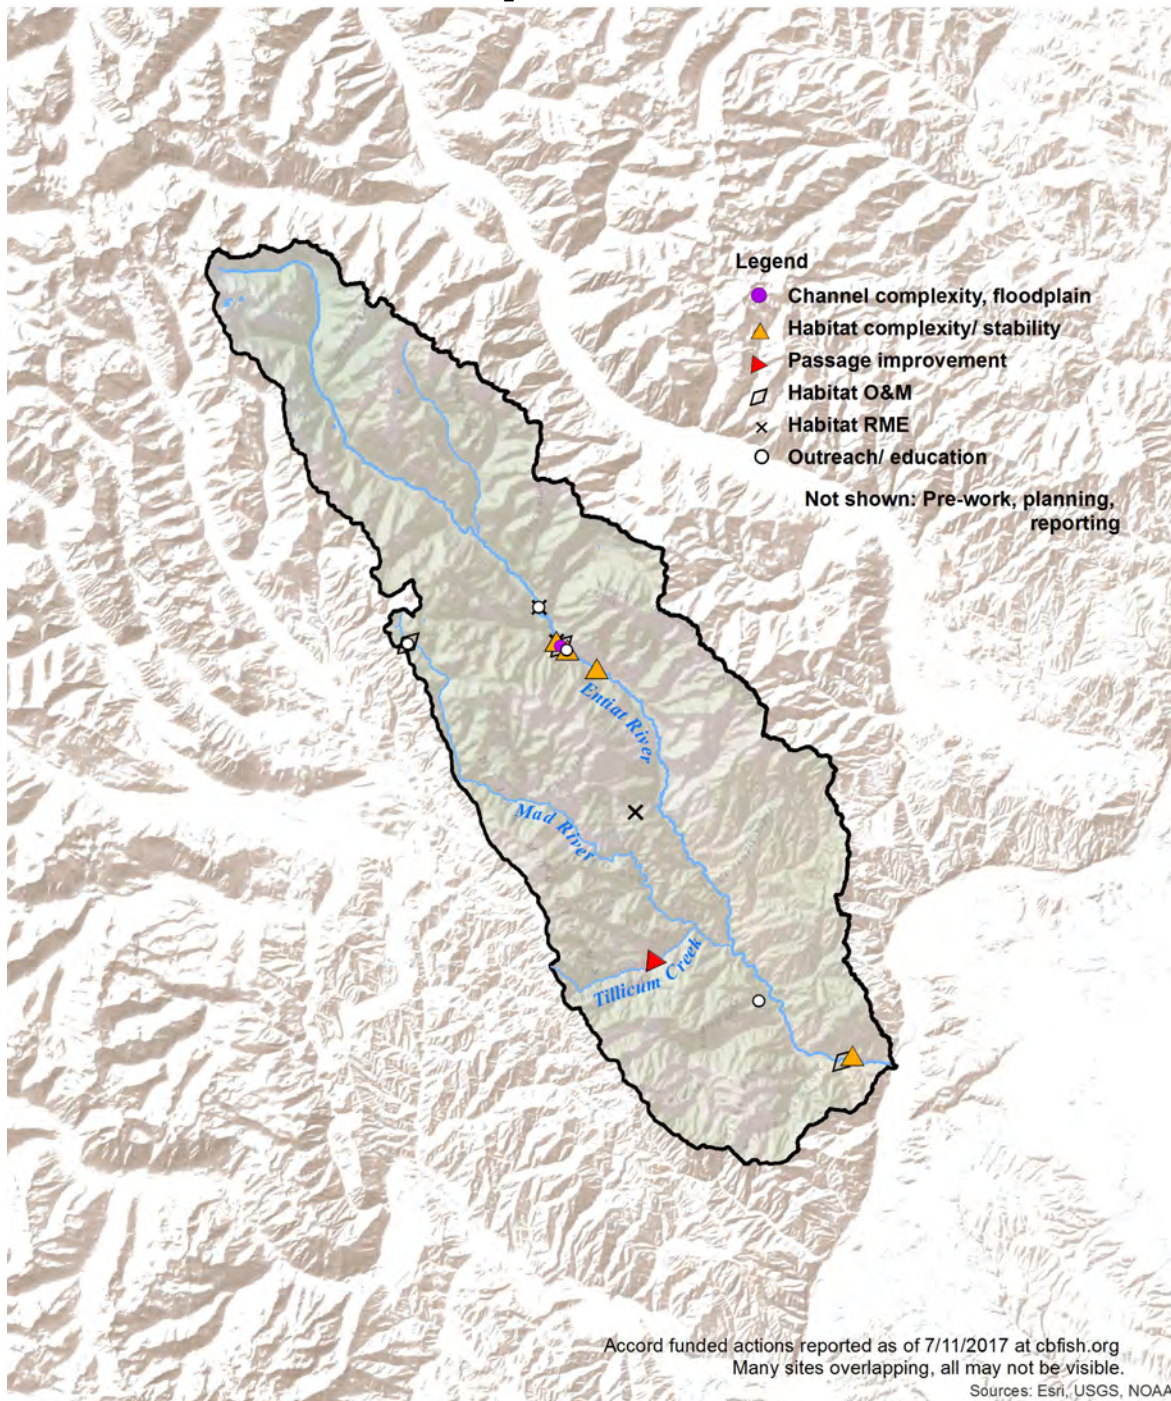 Legend
Channel complexity, floodplain
Habitat complexity/ stability
Passage improvement
Habitat O&M
Habitat RME
Outreach/ education
Not shown: Pre-work, planning,
reporting
Entiat River
Mad River
Tillicum Creek
Accord funded actions reported as of 7/11/2017 at cbfish.org
Many sites overlapping, all may not be visible.
Sources: Esri, USGS, NOAA